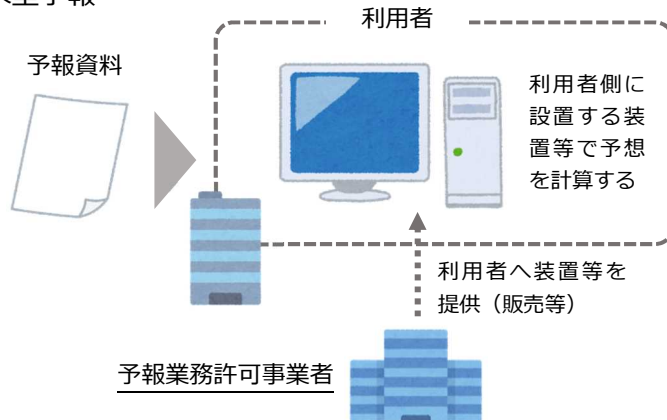 予報
利用者
予報資料
利用者側に
設置する装
置等で予想
を計算する
利用者へ装置等を
提供（販売等）
予報業務許可事業者